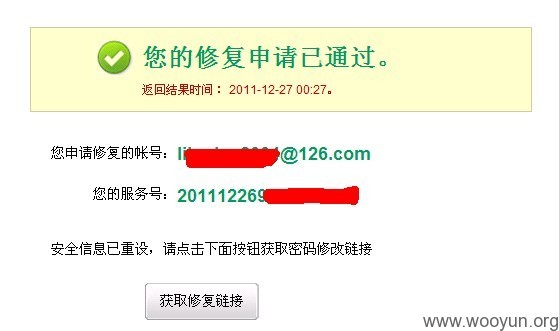 您的修复申请已通过。
返回结果时间： 2011-12-27 00:27。
您申请修复的帐号：@126.com
您的服务号：201112269
安全信息已重设，请点击下面按钮获取密码修改链接
获取修复链接
www.wooyun.org